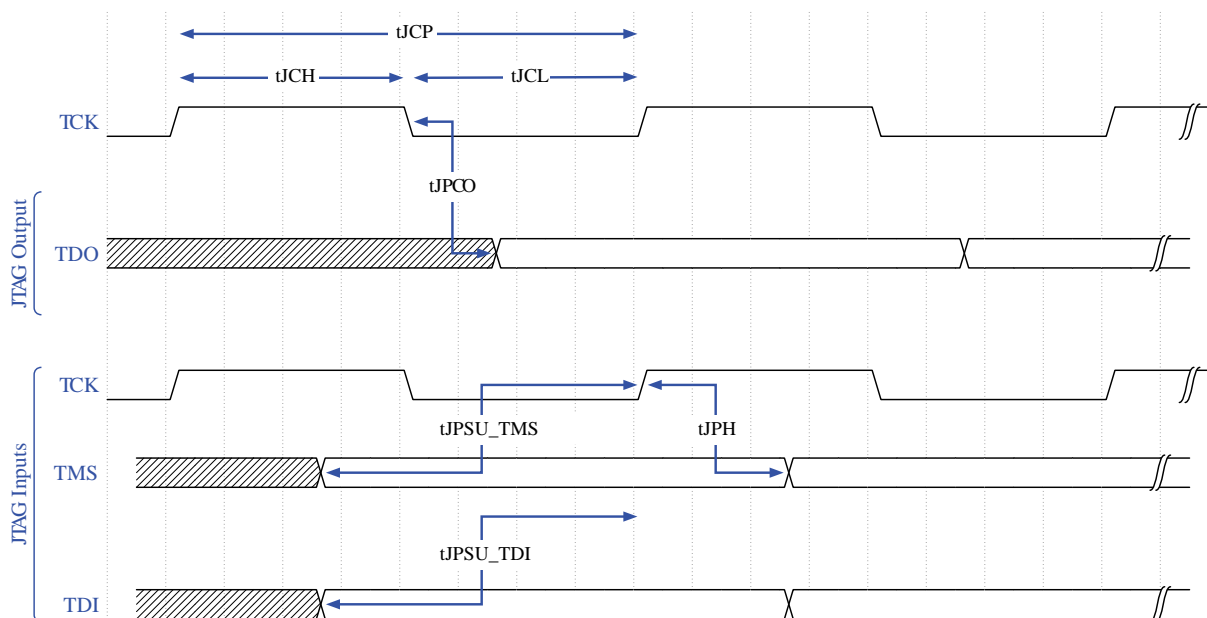 tJCP
tJCH
tJCL
TCK
tJPCO
JTAG Output
TDO
TCK
tJPSU_TMS
tJPH
JTAG Inputs
TMS
tJPSU_TDI
TDI